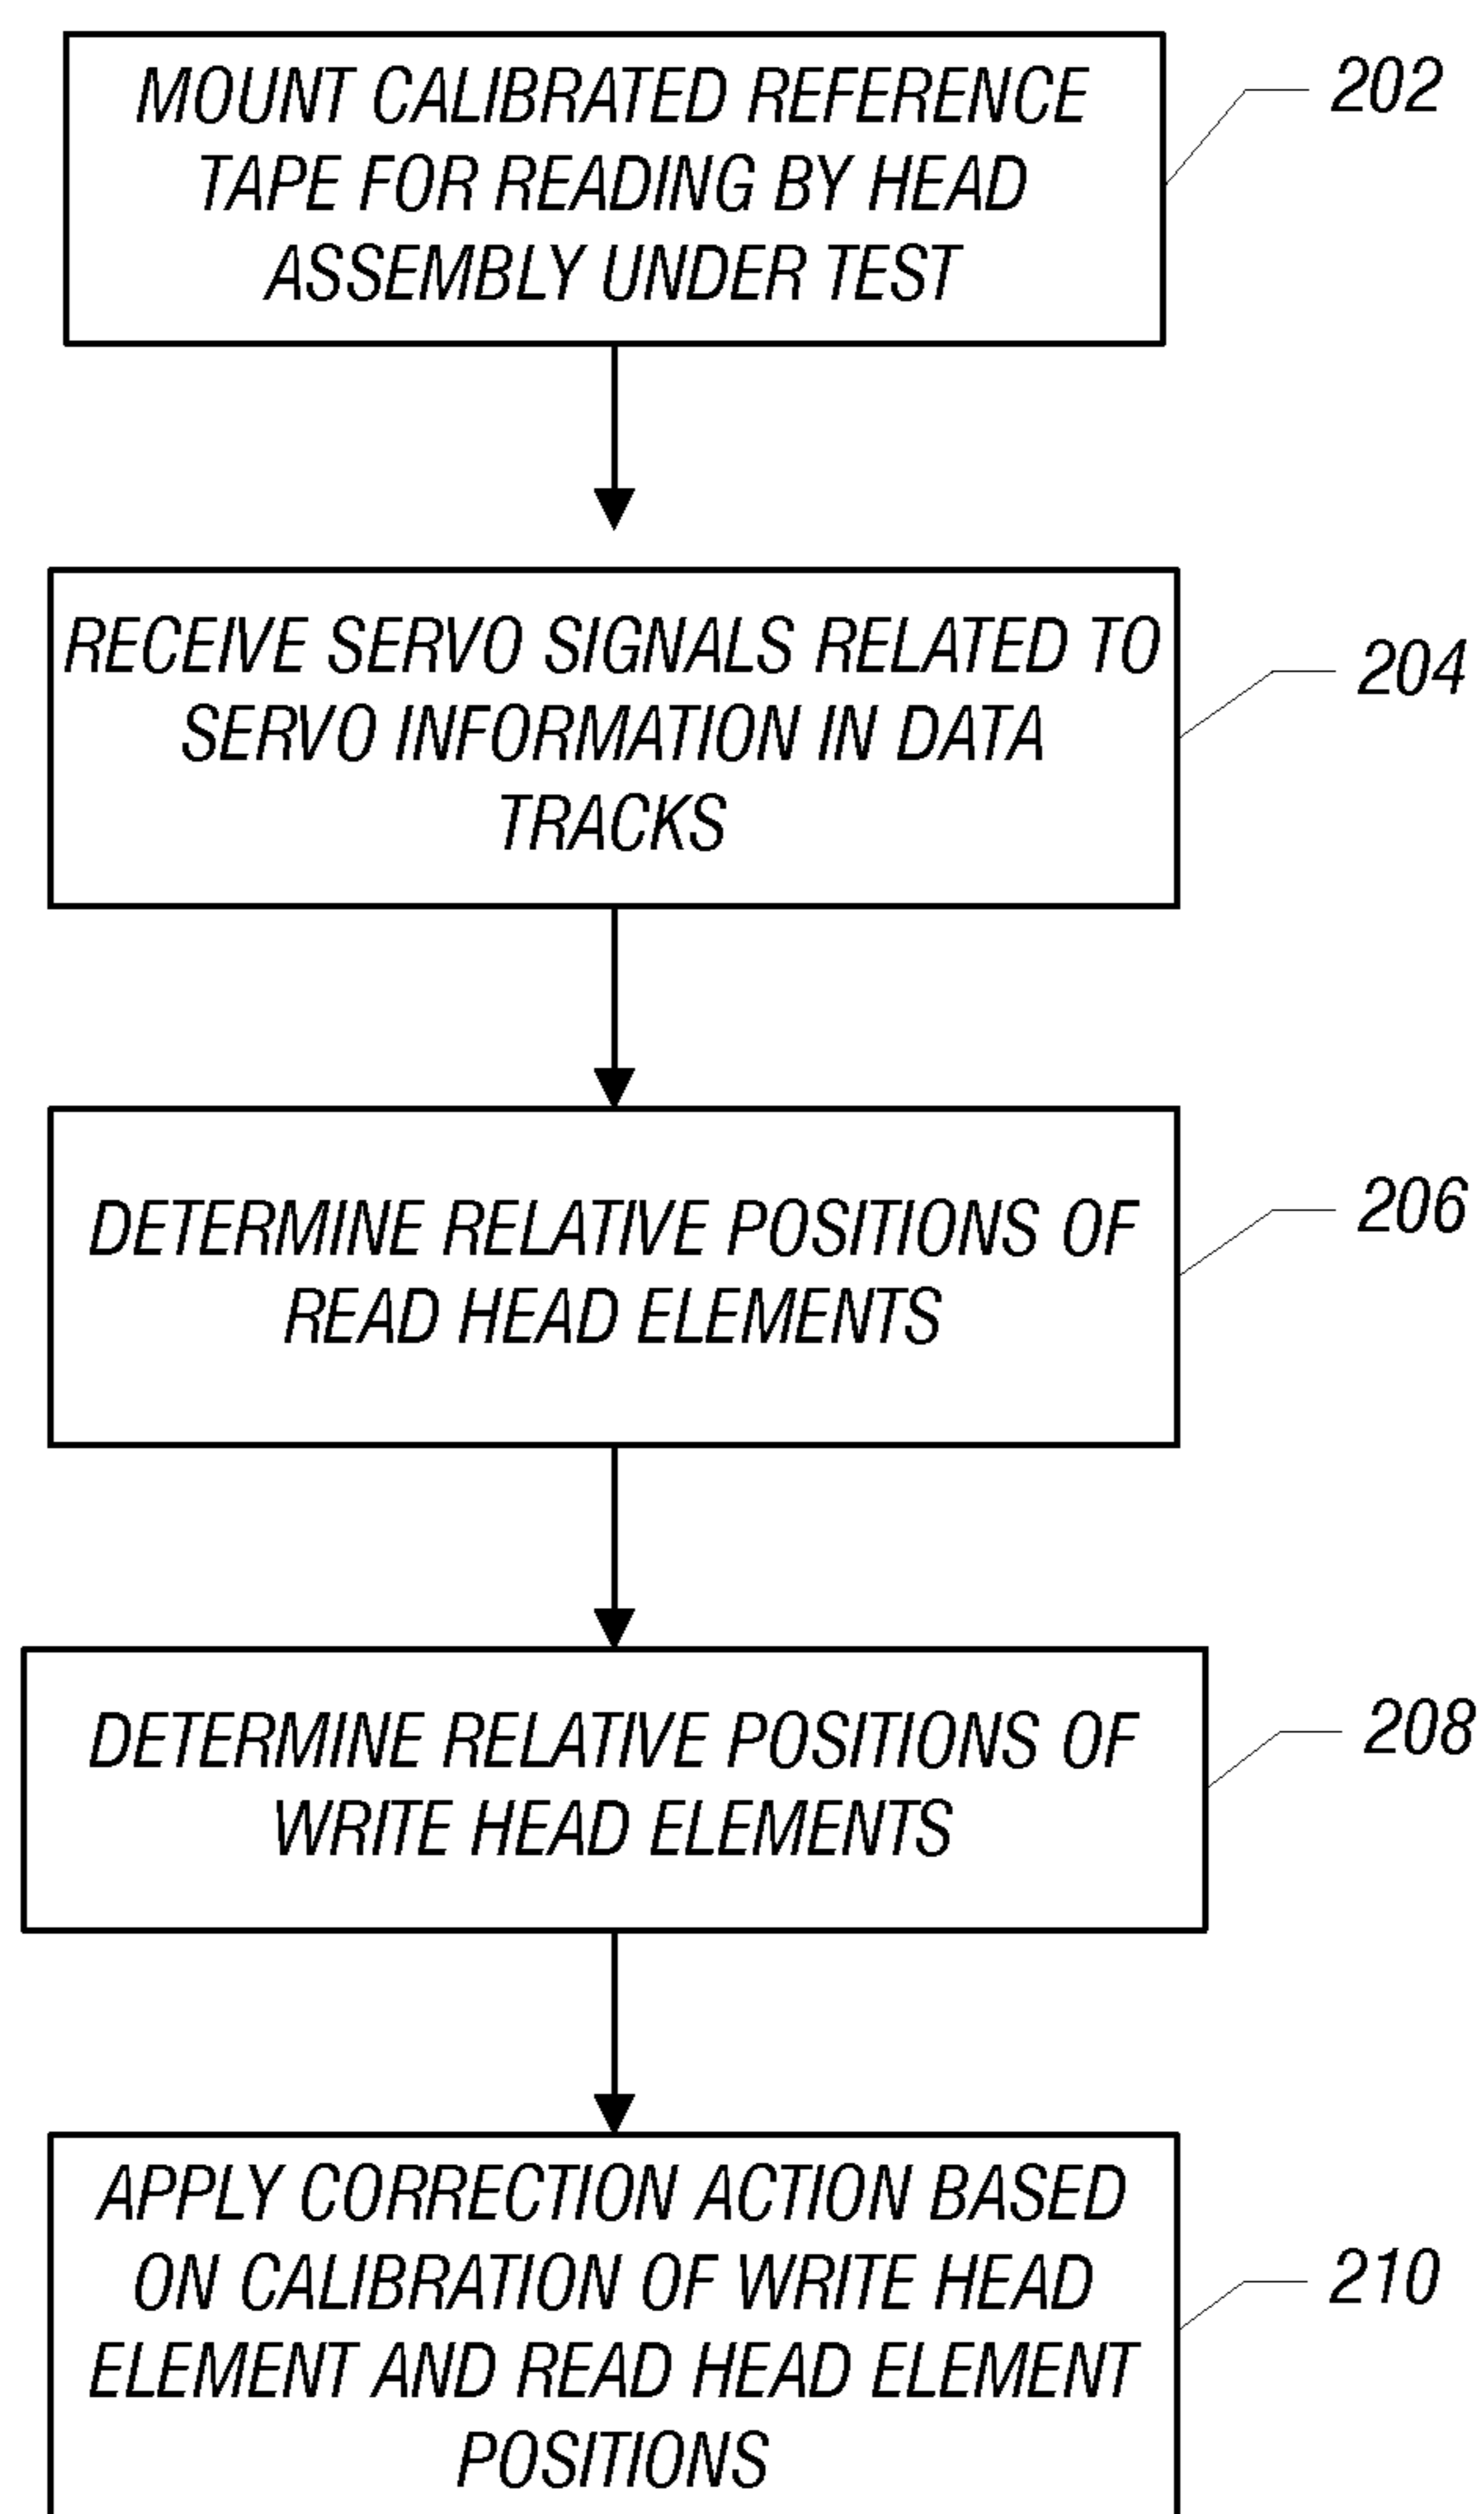 MOUNT CALIBRATED REFERENCE
TAPE FOR READING BY HEAD
ASSEMBLY UNDER TEST
202
RECEIVE SERVO SIGNALS RELATED TO
SERVO INFORMATION IN DATA
TRACKS
204
DETERMINE RELATIVE POSITIONS OF
READ HEAD ELEMENTS
206
DETERMINE RELATIVE POSITIONS OF
WRITE HEAD ELEMENTS
208
APPLY CORRECTION ACTION BASED
ON CALIBRATION OF WRITE HEAD
ELEMENT AND READ HEAD ELEMENT
POSITIONS
210